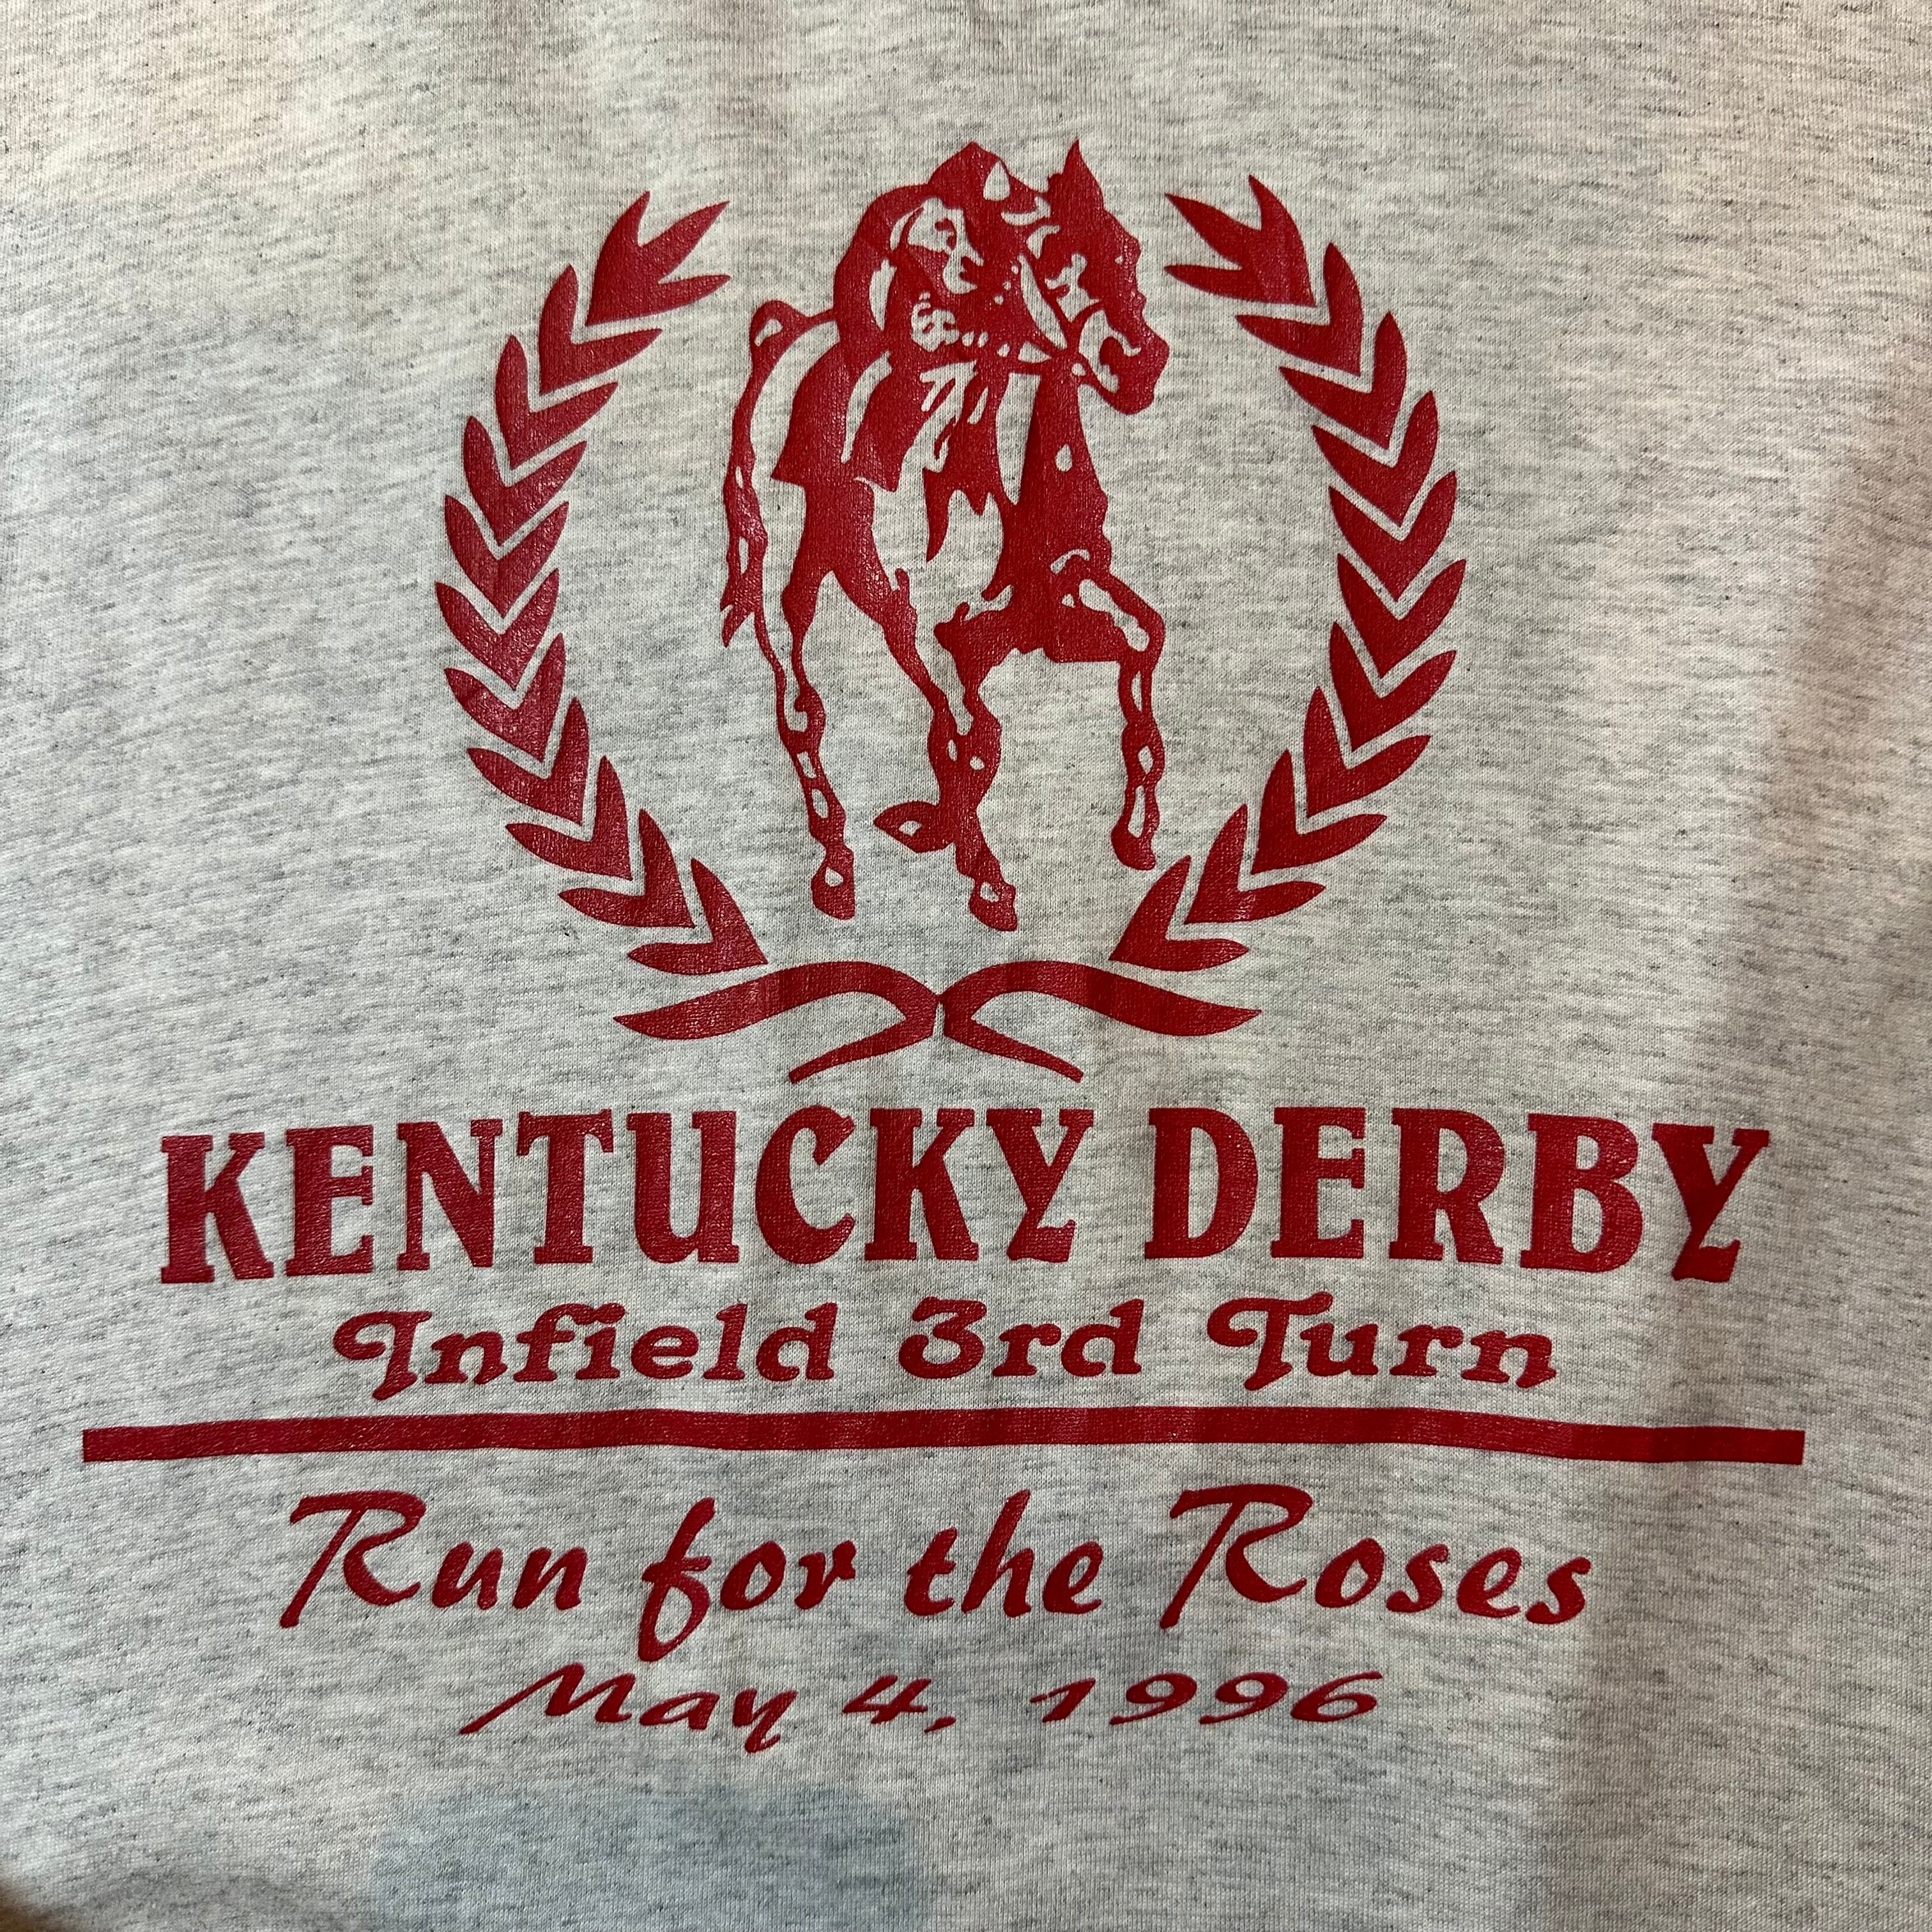 KENTUCKY DERBY
Infield 3rd Turn
Run for the Roses
May 4, 1996